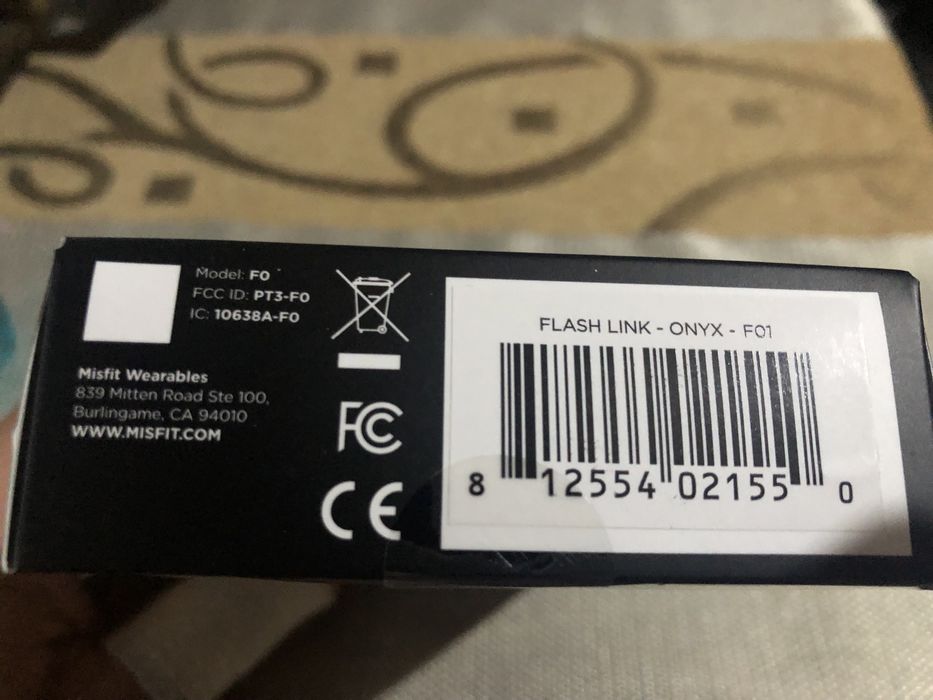 Model: F0
FCC ID: PT3-F0
IC: 10638A-F0
Misfit Wearables
839 Mitten Road Ste 100,
Burlingame, CA 94010
WWW.MISFIT.COM
FC
CE
FLASH LINK - ONYX - F01
8 12554 02155 0